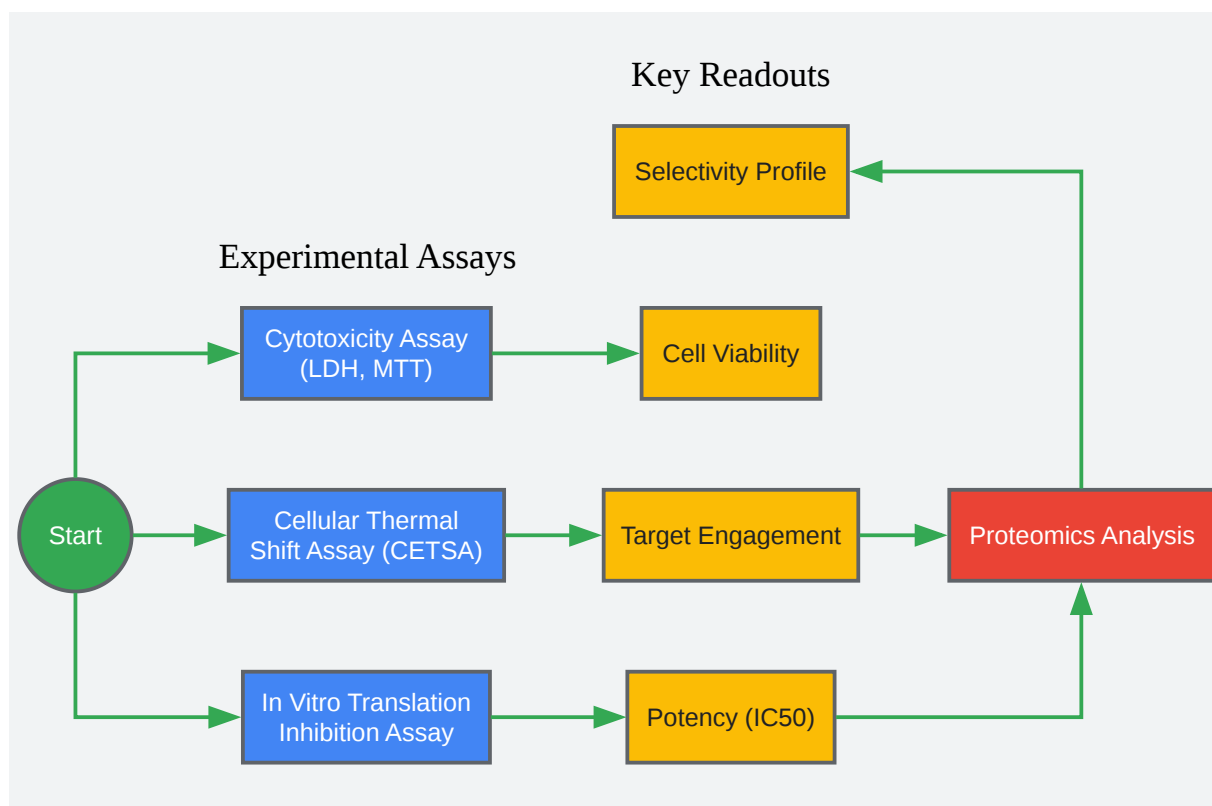 Key Readouts
Selectivity Profile
Experimental Assays
Cytotoxicity Assay
(LDH, MTT)
Cell Viability
Start
Cellular Thermal
Shift Assay (CETSA)
Target Engagement
Proteomics Analysis
In Vitro Translation
Inhibition Assay
Potency (IC50)